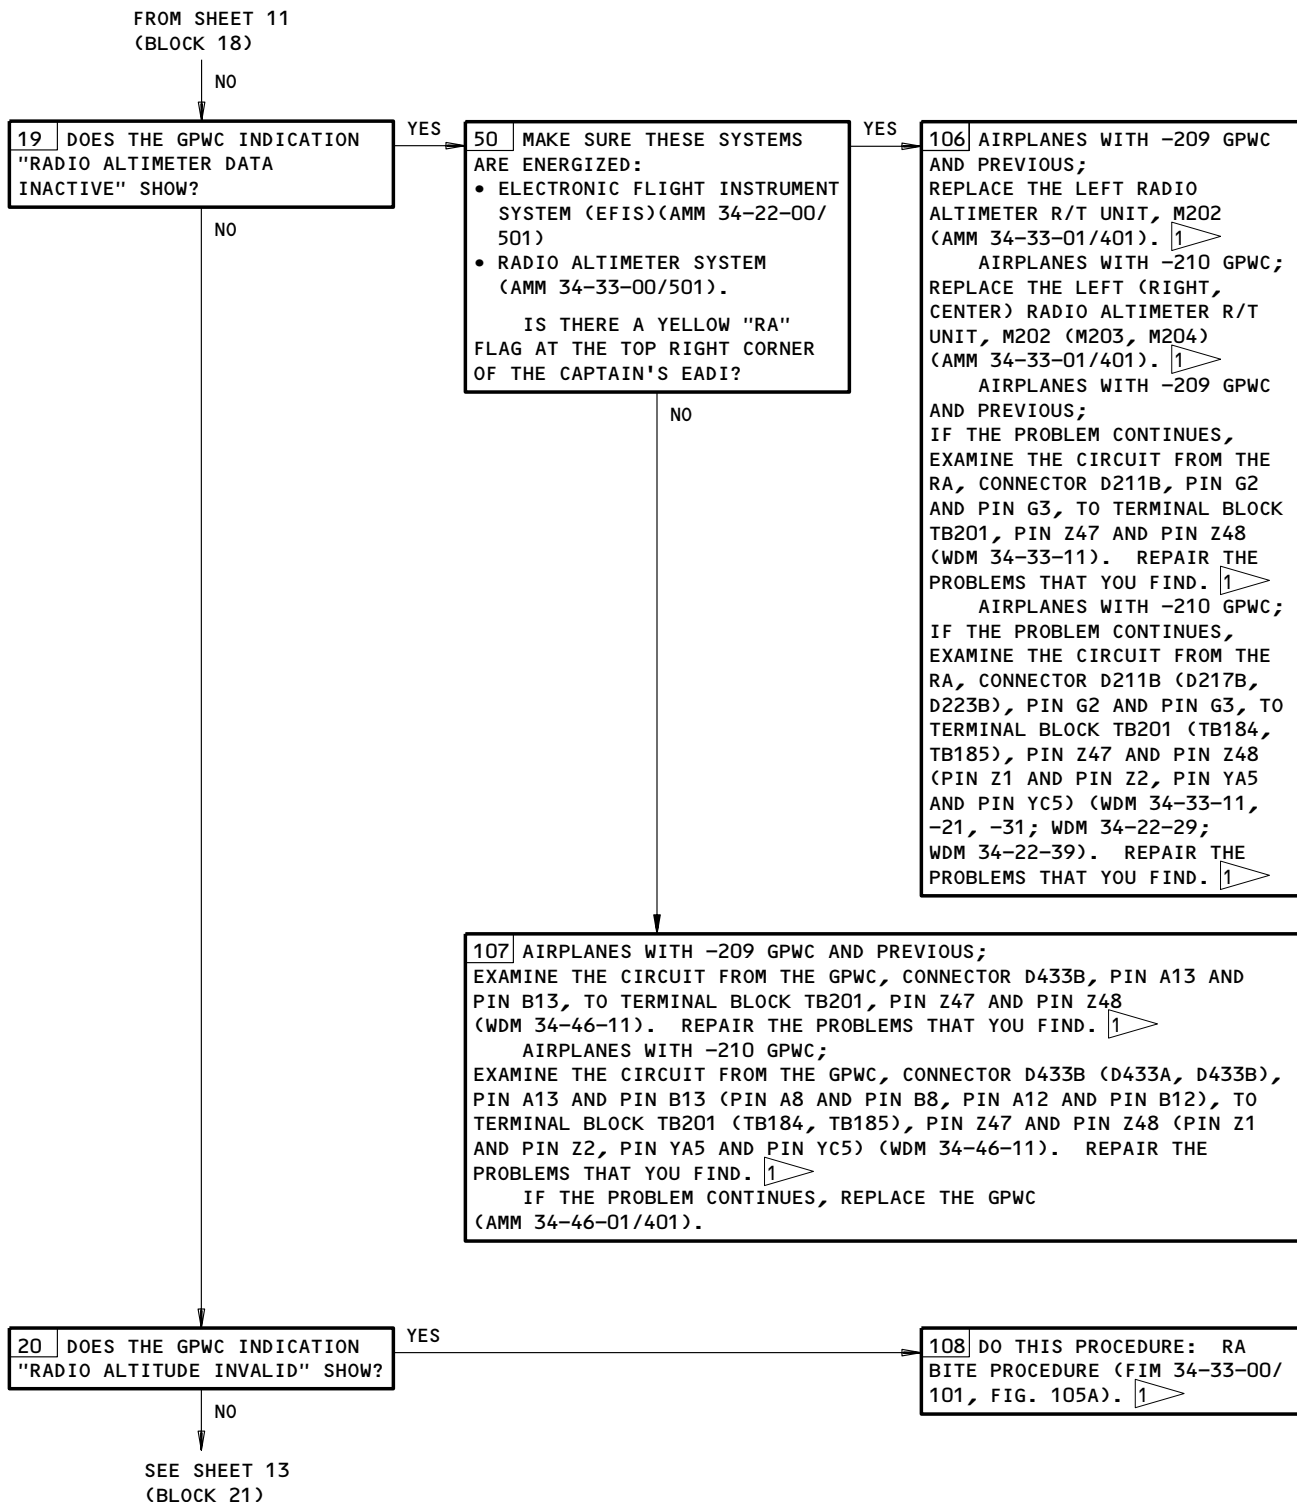 FROM SHEET 11
(BLOCK 18)
NO
19 DOES THE GPWC INDICATION
"RADIO ALTIMETER DATA
INACTIVE" SHOW?
YES
NO
50 MAKE SURE THESE SYSTEMS
ARE ENERGIZED:
• ELECTRONIC FLIGHT INSTRUMENT
SYSTEM (EFIS)(AMM 34-22-00/
501)
• RADIO ALTIMETER SYSTEM
(AMM 34-33-00/501).
IS THERE A YELLOW "RA"
FLAG AT THE TOP RIGHT CORNER
OF THE CAPTAIN'S EADI?
YES
NO
106 AIRPLANES WITH -209 GPWC
AND PREVIOUS;
REPLACE THE LEFT RADIO
ALTIMETER R/T UNIT, M202
(AMM 34-33-01/401). 1
AIRPLANES WITH -210 GPWC;
REPLACE THE LEFT (RIGHT,
CENTER) RADIO ALTIMETER R/T
UNIT, M202 (M203, M204)
(AMM 34-33-01/401). 1
AIRPLANES WITH -209 GPWC
AND PREVIOUS;
IF THE PROBLEM CONTINUES,
EXAMINE THE CIRCUIT FROM THE
RA, CONNECTOR D211B, PIN G2
AND PIN G3, TO TERMINAL BLOCK
TB201, PIN Z47 AND PIN Z48
(WDM 34-33-11). REPAIR THE
PROBLEMS THAT YOU FIND. 1
AIRPLANES WITH -210 GPWC;
IF THE PROBLEM CONTINUES,
EXAMINE THE CIRCUIT FROM THE
RA, CONNECTOR D211B (D217B,
D223B), PIN G2 AND PIN G3, TO
TERMINAL BLOCK TB201 (TB184,
TB185), PIN Z47 AND PIN Z48
(PIN Z1 AND PIN Z2, PIN YA5
AND PIN YC5) (WDM 34-33-11,
-21, -31; WDM 34-22-29;
WDM 34-22-39). REPAIR THE
PROBLEMS THAT YOU FIND. 1
107 AIRPLANES WITH -209 GPWC AND PREVIOUS;
EXAMINE THE CIRCUIT FROM THE GPWC, CONNECTOR D433B, PIN A13 AND
PIN B13, TO TERMINAL BLOCK TB201, PIN Z47 AND PIN Z48
(WDM 34-46-11). REPAIR THE PROBLEMS THAT YOU FIND. 1
AIRPLANES WITH -210 GPWC;
EXAMINE THE CIRCUIT FROM THE GPWC, CONNECTOR D433B (D433A, D433B),
PIN A13 AND PIN B13 (PIN A8 AND PIN B8, PIN A12 AND PIN B12), TO
TERMINAL BLOCK TB201 (TB184, TB185), PIN Z47 AND PIN Z48 (PIN Z1
AND PIN Z2, PIN YA5 AND PIN YC5) (WDM 34-46-11). REPAIR THE
PROBLEMS THAT YOU FIND. 1
IF THE PROBLEM CONTINUES, REPLACE THE GPWC
(AMM 34-46-01/401).
20 DOES THE GPWC INDICATION
"RADIO ALTITUDE INVALID" SHOW?
YES
NO
108 DO THIS PROCEDURE: RA
BITE PROCEDURE (FIM 34-33-00/
101, FIG. 105A). 1
SEE SHEET 13
(BLOCK 21)